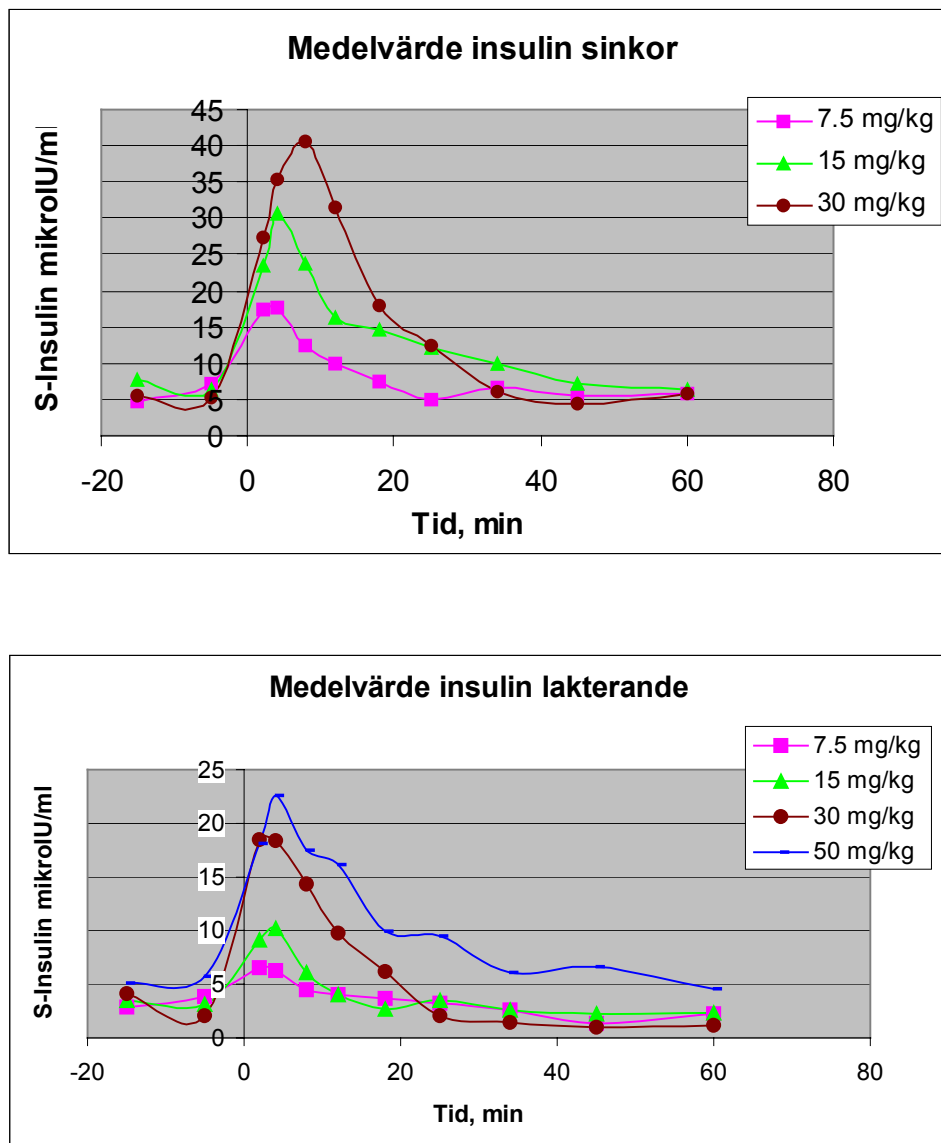 Medelvärde insulin sinkor
S-Insulin mikroIU/ml
45
40
35
30
25
20
15
10
5
0
-20 0 20 40 60 80
Tid, min
7.5 mg/kg
15 mg/kg
30 mg/kg
Medelvärde insulin lakterande
S-Insulin mikroIU/ml
25
20
15
10
5
0
-20 0 20 40 60 80
Tid, min
7.5 mg/kg
15 mg/kg
30 mg/kg
50 mg/kg